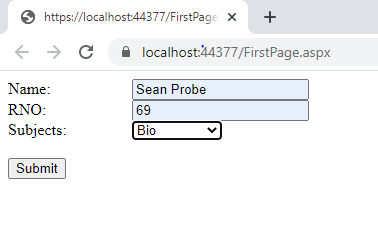 https://localhost:44377/FirstPage
localhost:44377/FirstPage.aspx
Name: Sean Probe
RNO: 69
Subjects: Bio
Submit